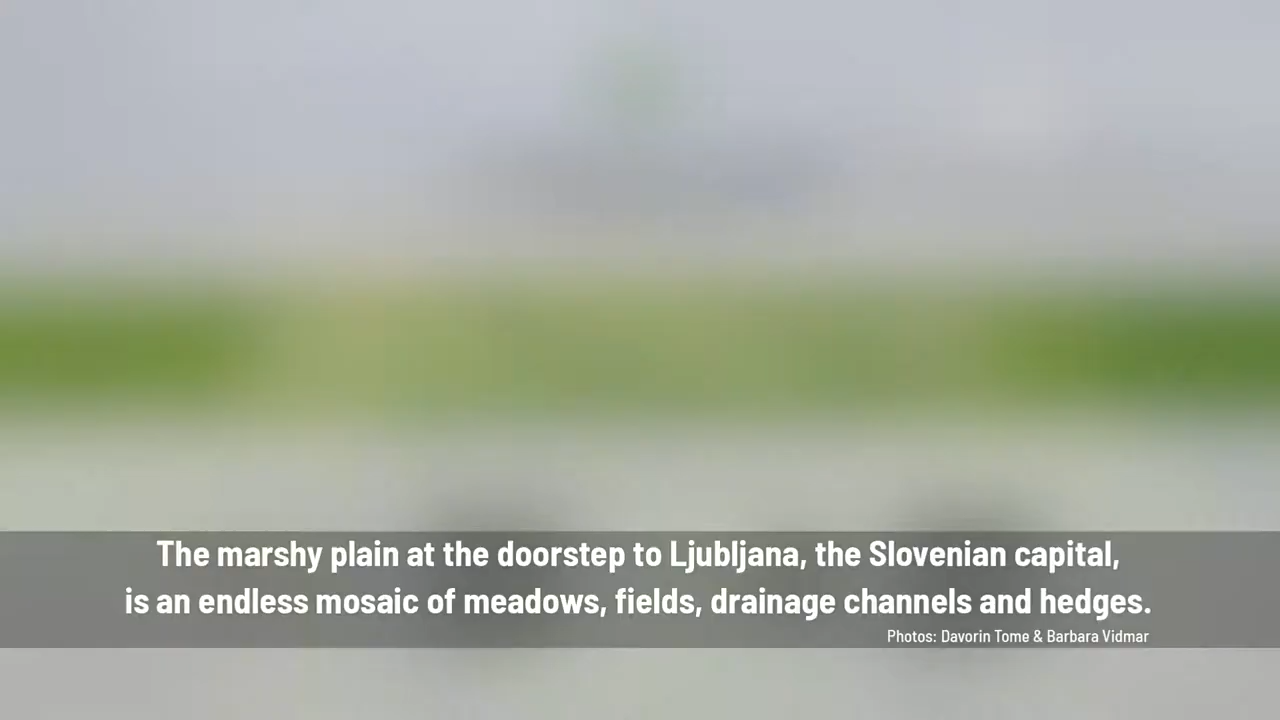 The marshy plain at the doorstep to Ljubljana, the Slovenian capital,
is an endless mosaic of meadows, fields, drainage channels and hedges.
Photos: Davorin Tome & Barbara Vidmar